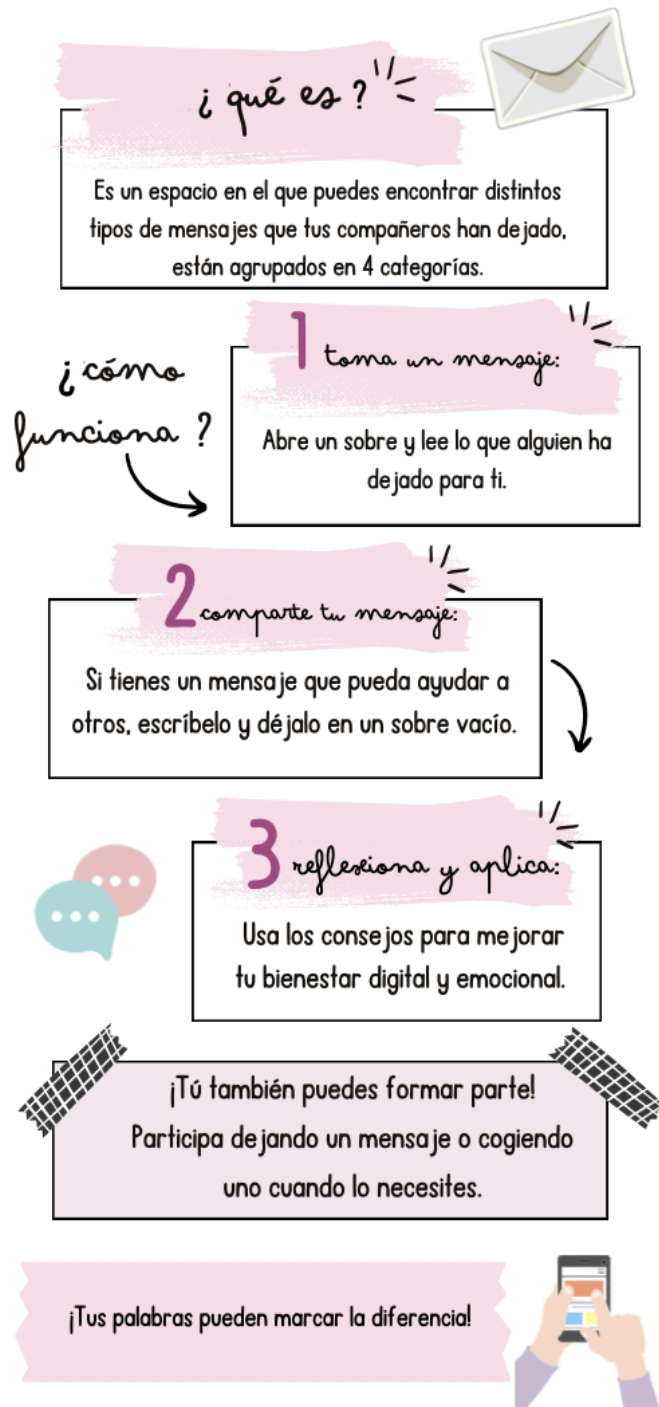 ¿ qué es ?
Es un espacio en el que puedes encontrar distintos
tipos de mensajes que tus compañeros han dejado,
están agrupados en 4 categorías.
¿ cómo
funciona ?
1 toma un mensaje:
Abre un sobre y lee lo que alguien ha
dejado para ti.
2 comparte tu mensaje:
Si tienes un mensaje que pueda ayudar a
otros, escríbelo y déjalo en un sobre vacío.
3 reflexiona y aplica:
Usa los consejos para mejorar
tu bienestar digital y emocional.
¡Tú también puedes formar parte!
Participa dejando un mensaje o cogiendo
uno cuando lo necesites.
¡Tus palabras pueden marcar la diferencia!